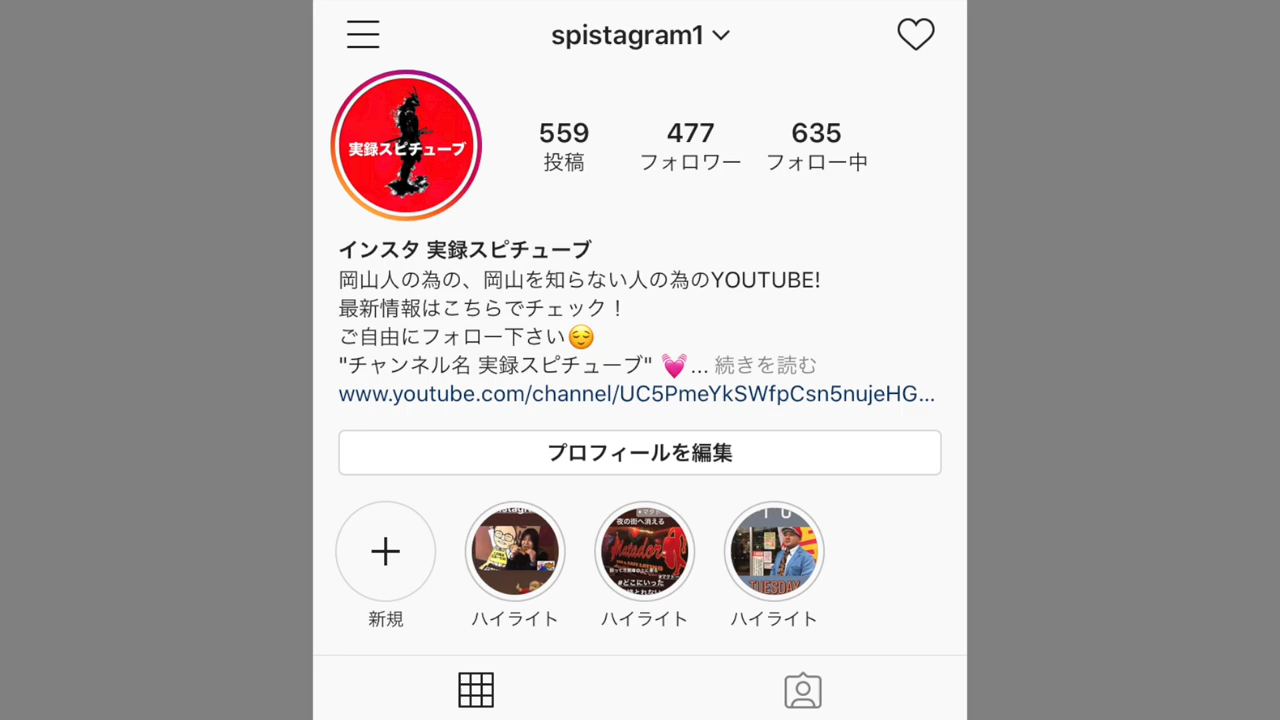 spistagram1
実録スピチューブ
559
投稿
477
フォロワー
635
フォロー中
インスタ 実録スピチューブ
岡山人の為の、岡山を知らない人の為のYOUTUBE!
最新情報はこちらでチェック！
ご自由にフォロー下さい😌
"チャンネル名 実録スピチューブ" 💓... 続きを読む
www.youtube.com/channel/UC5PmeYkSWfpCsn5nujeHG...
プロフィールを編集
夜の街へ消える
Matador
#どこにいった
TUESDAY
新規
ハイライト
ハイライト
ハイライト